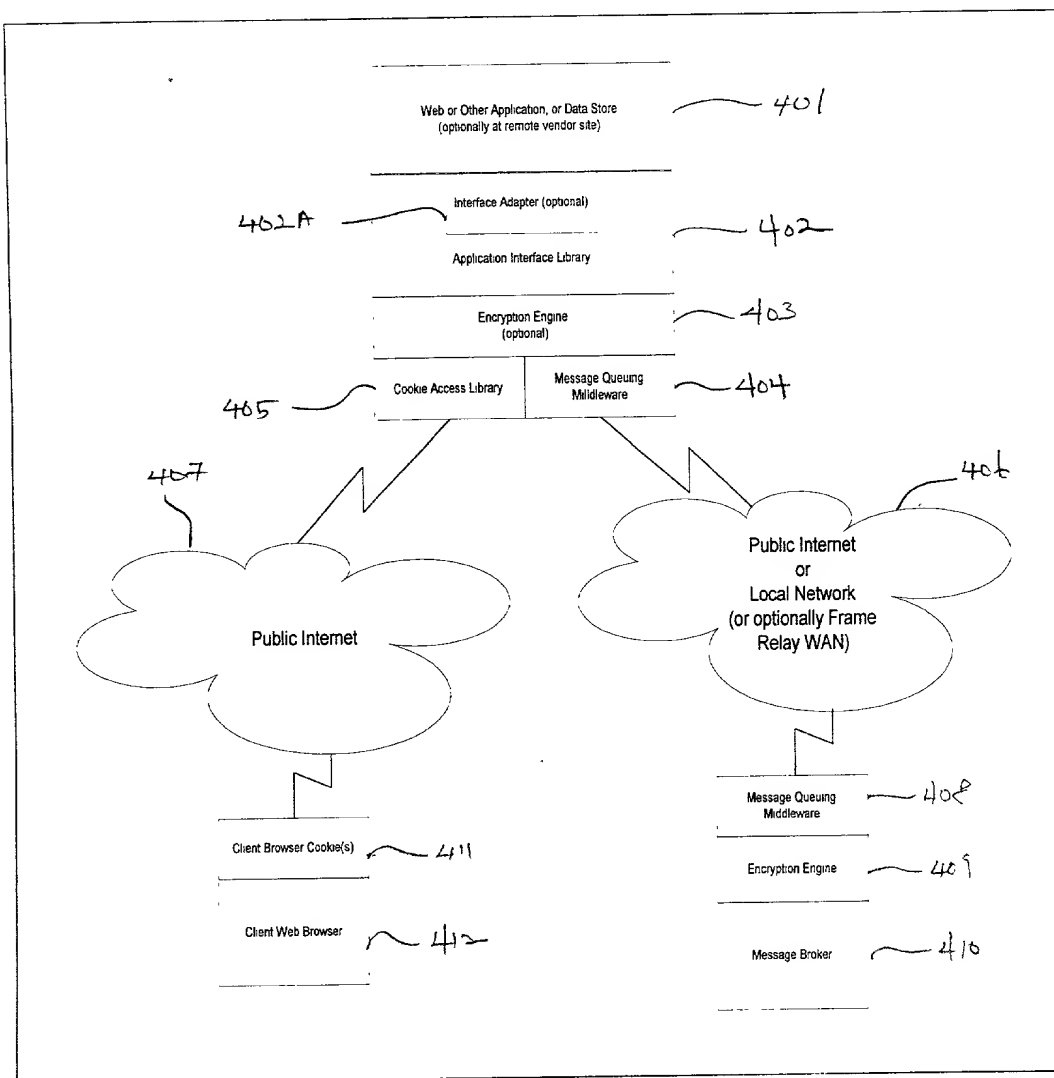 Web or Other Application, or Data Store
(optionally at remote vendor site)
401
Interface Adapter (optional)
402A
402
Application Interface Library
Encryption Engine
(optional)
403
Cookie Access Library
Message Queuing
Middleware
404
405
407
406
Public Internet
or
Local Network
(or optionally Frame
Relay WAN)
Public Internet
Message Queuing
Middleware
408
Client Browser Cookie(s)
411
Encryption Engine
409
Client Web Browser
412
Message Broker
410